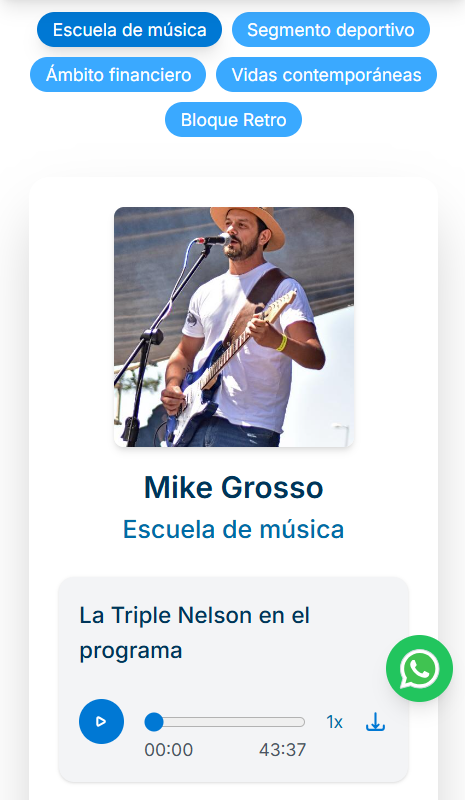 Escuela de música
Segmento deportivo
Ámbito financiero
Vidas contemporáneas
Bloque Retro
Mike Grosso
Escuela de música
La Triple Nelson en el
programa
1x
00:00
43:37